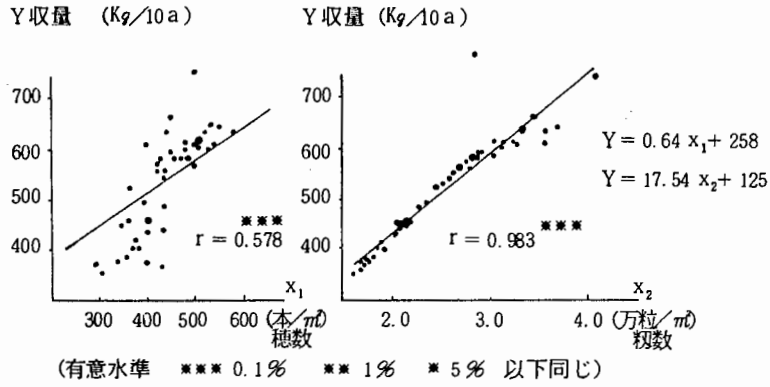 Y収量 (Kg/10a)
Y収量 (Kg/10a)
700
600
500
400
r = 0.578 ***
x₁
300 400 500 600 (本/㎡)
穂数
700
600
500
400
Y = 0.64 x₁+ 258
Y = 17.54 x₂+ 125
r = 0.983 ***
x₂
2.0 3.0 4.0 (万粒/㎡)
籾数
(有意水準 *** 0.1% ** 1% * 5% 以下同じ)